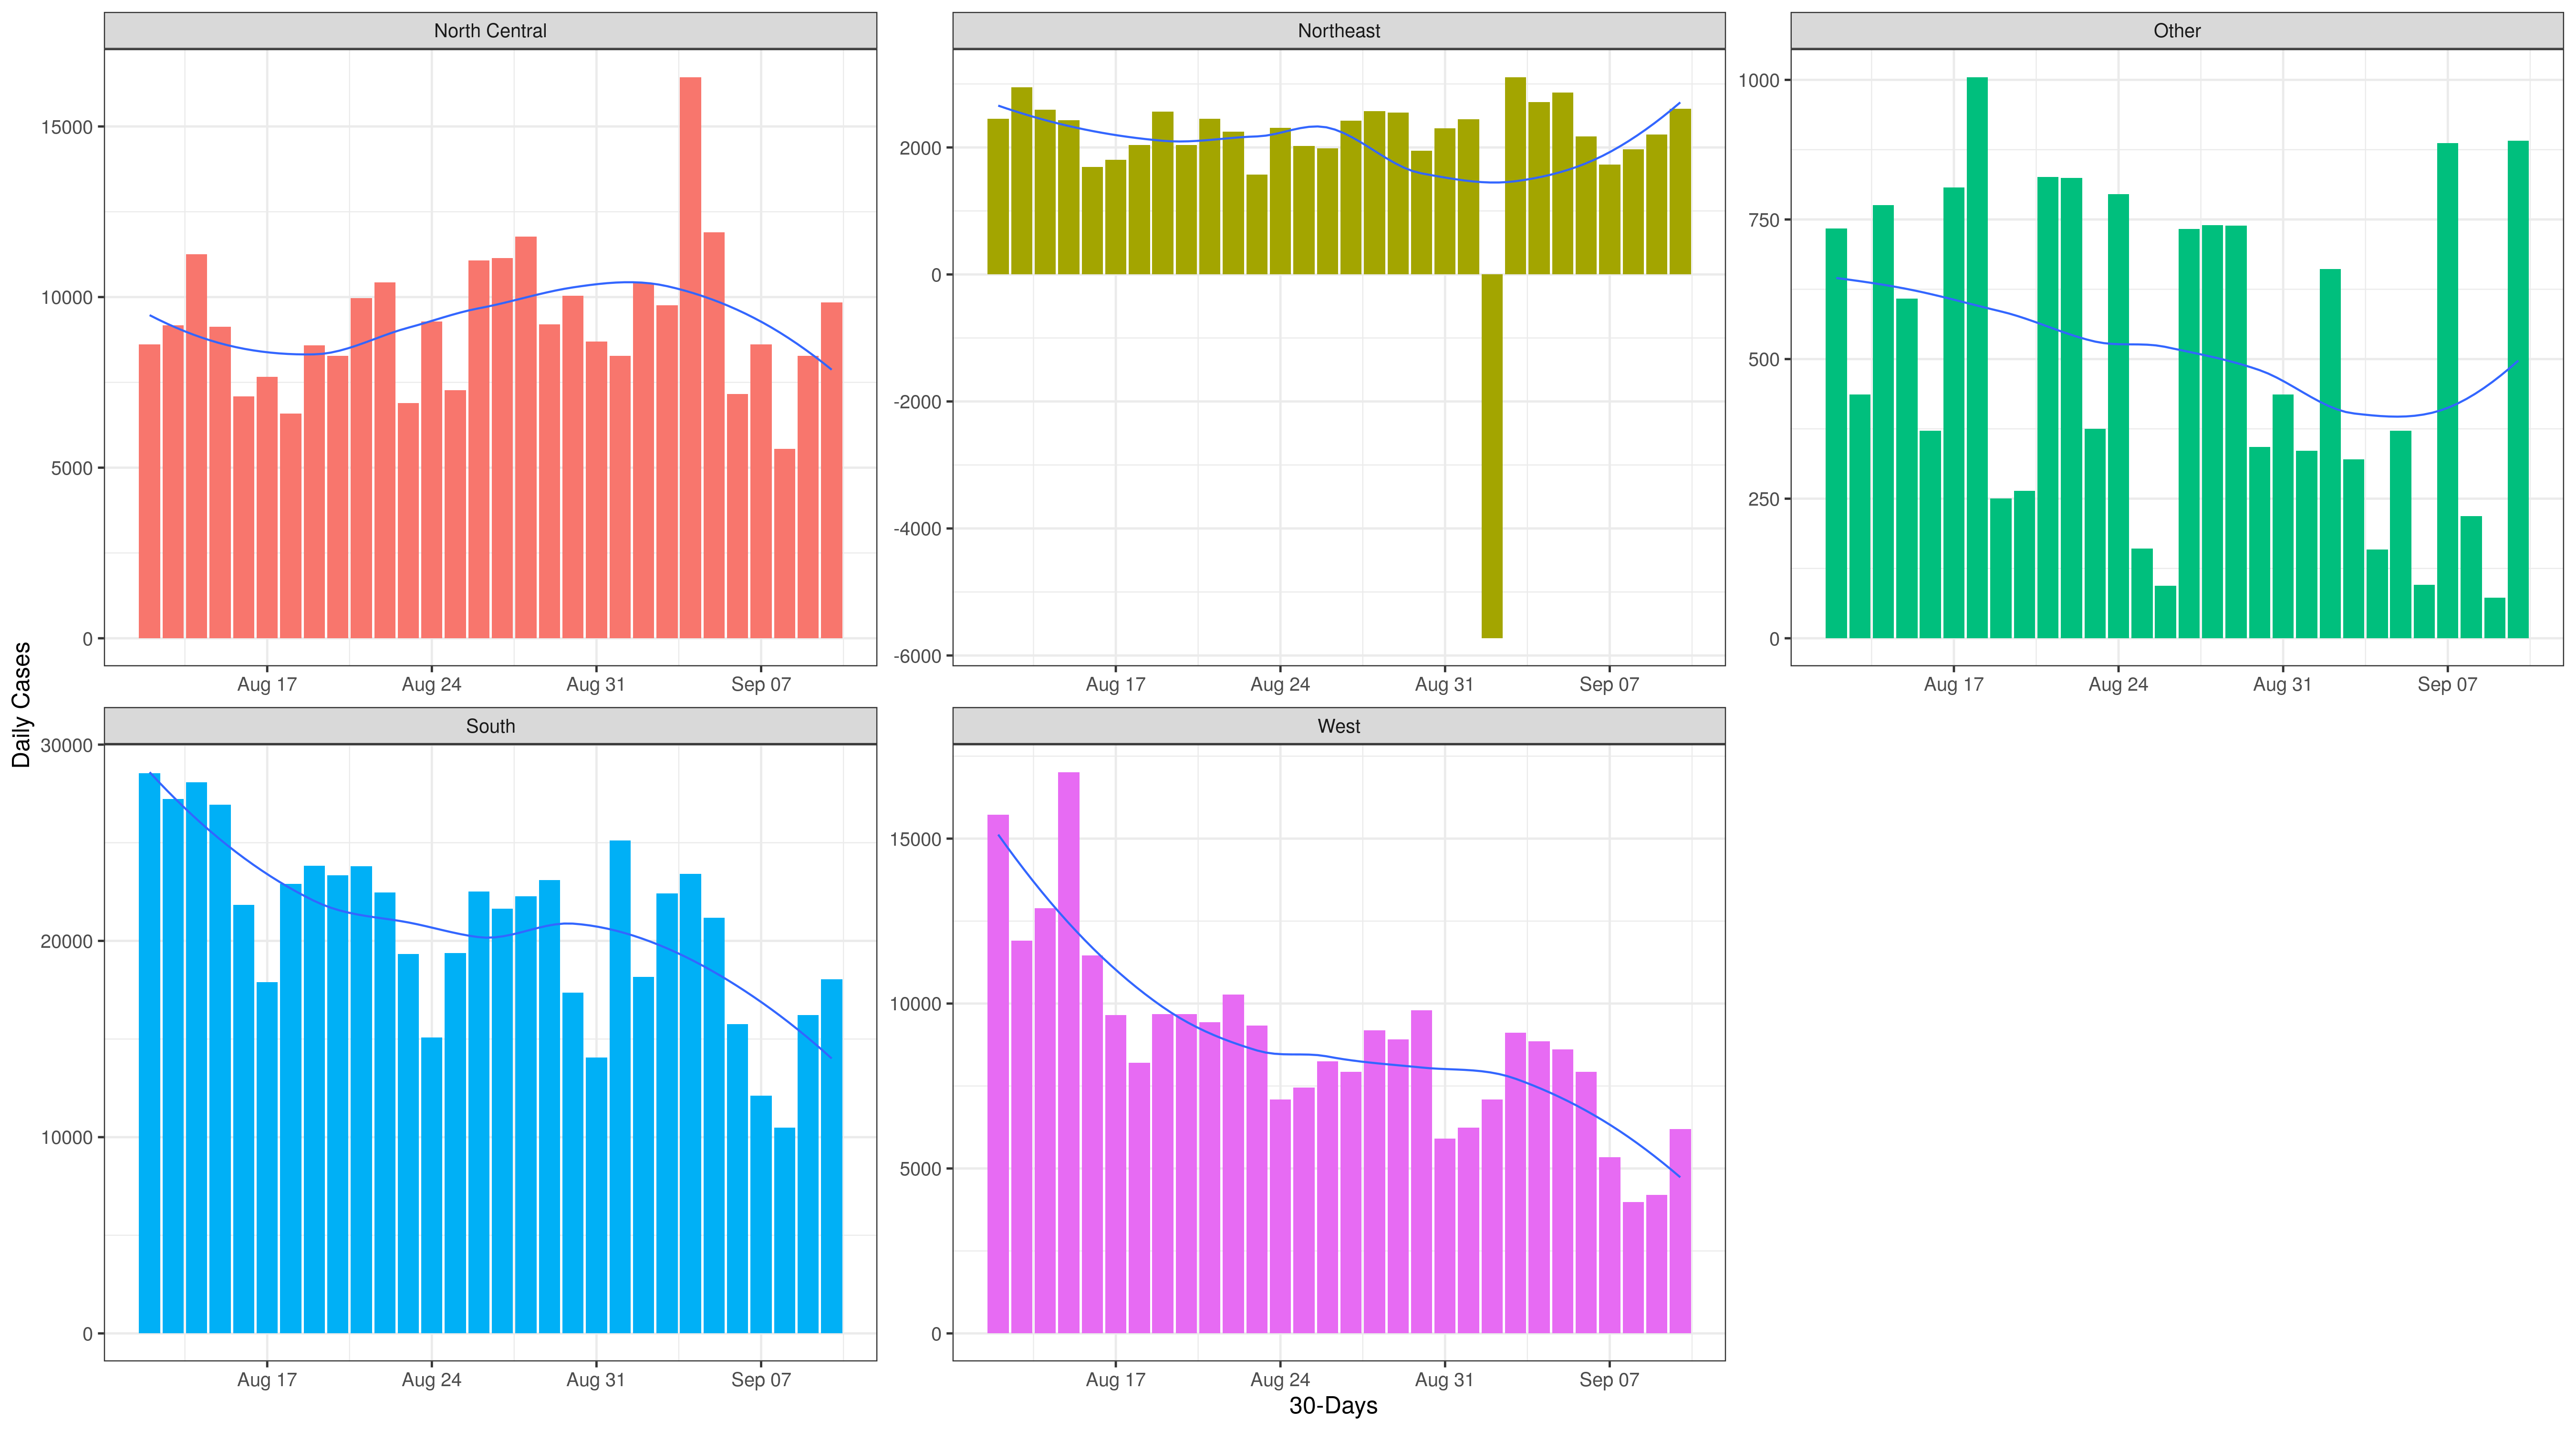 North Central
Northeast
Other
15000
10000
5000
0
2000
0
-2000
-4000
-6000
1000
750
500
250
0
Aug 17 Aug 24 Aug 31 Sep 07
Aug 17 Aug 24 Aug 31 Sep 07
Aug 17 Aug 24 Aug 31 Sep 07
Daily Cases
South
West
30000
20000
10000
0
15000
10000
5000
0
Aug 17 Aug 24 Aug 31 Sep 07
Aug 17 Aug 24 Aug 31 Sep 07
30-Days